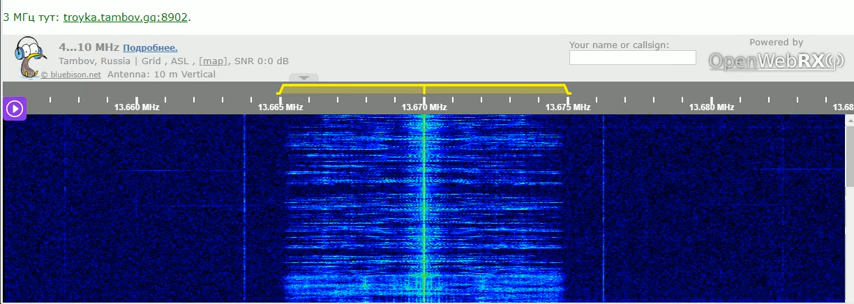 3 МГц тут: troyka.tambov.gq:8902.
4...10 MHz Подробнее.
Tambov, Russia | Grid , ASL , [map], SNR 0:0 dB
© bluebison.net Antenna: 10 m Vertical
Your name or callsign:
Powered by
OpenWebRX
13.660 MHz 13.665 MHz 13.670 MHz 13.675 MHz 13.680 MHz 13.68